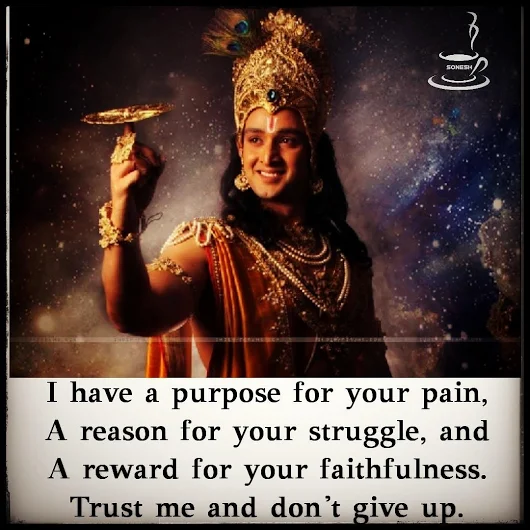 SONESH
I have a purpose for your pain,
A reason for your struggle, and
A reward for your faithfulness.
Trust me and don't give up.